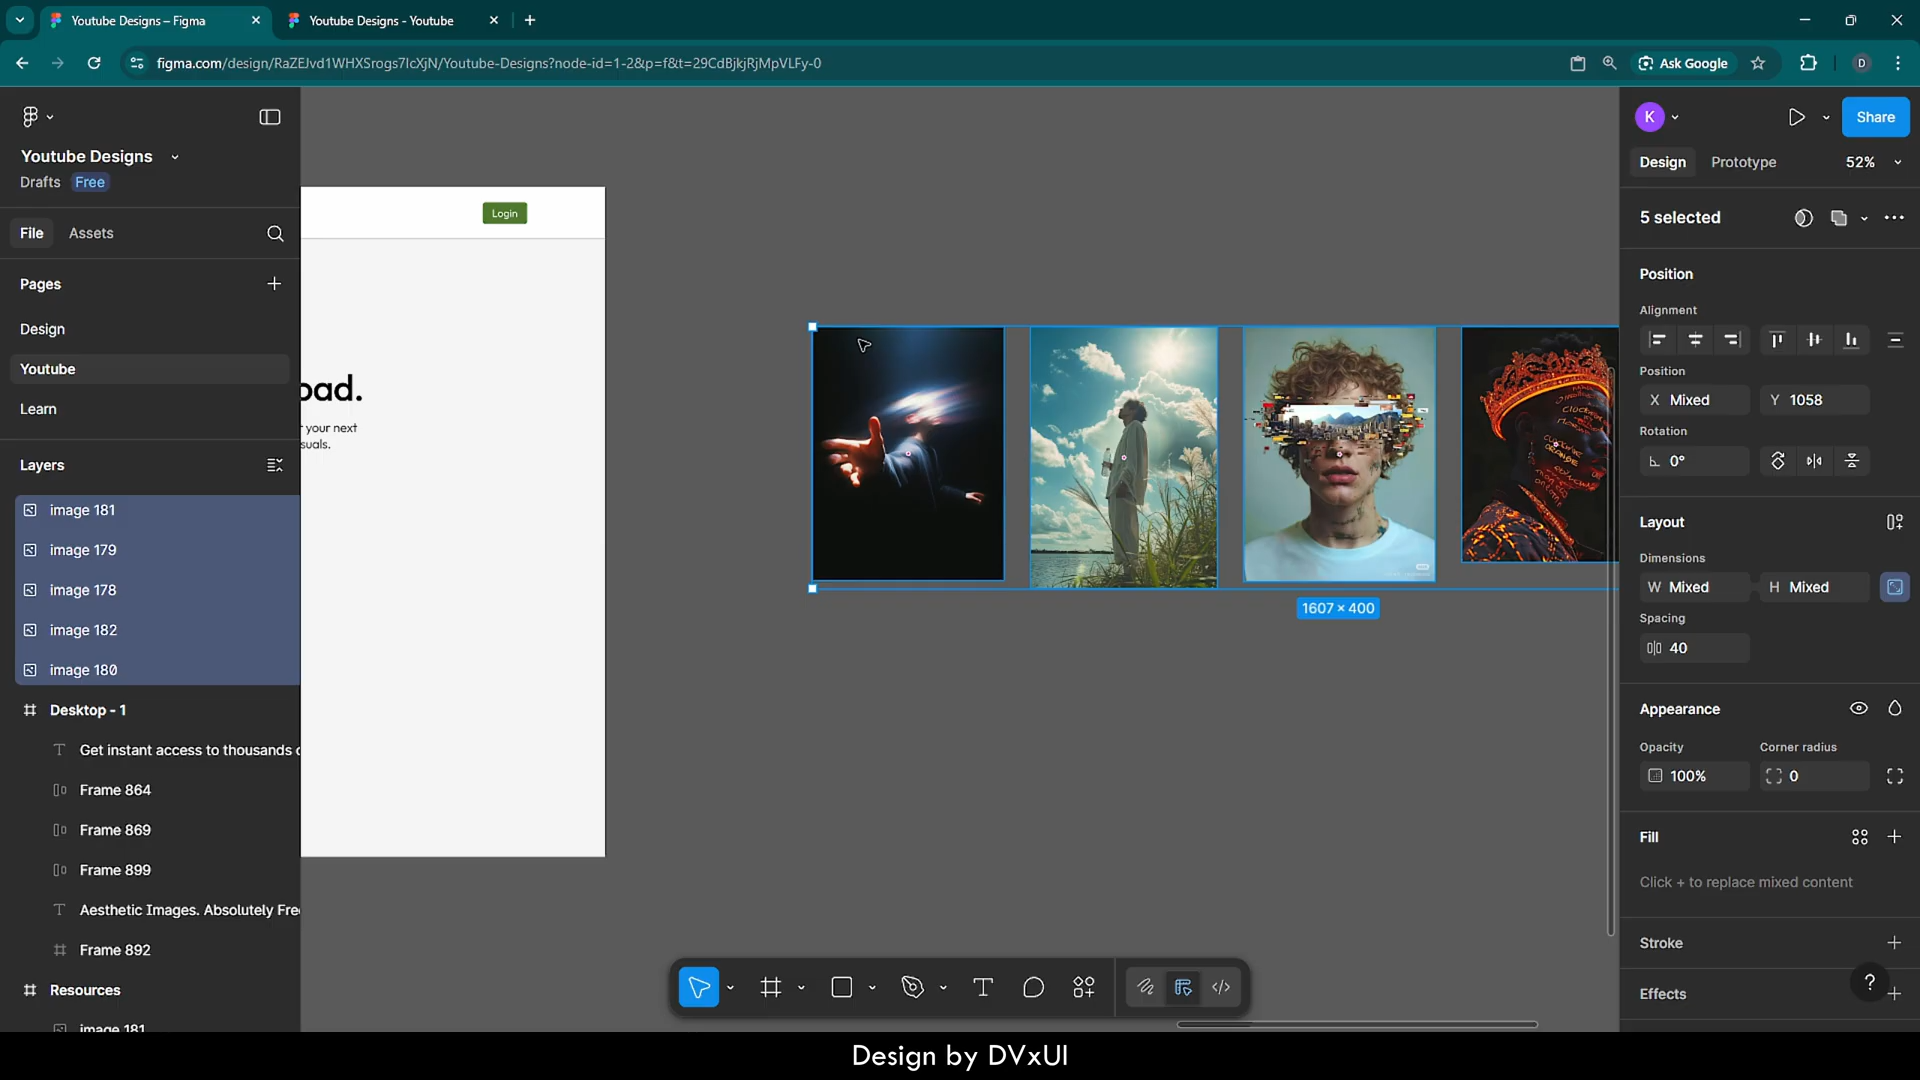 Youtube Designs – Figma
Youtube Designs - Youtube
figma.com/design/RaZEJvd1WHXSrogs7IcXjN/Youtube-Designs?node-id=1-2&p=f&t=29CdBjkjRjMpVLFy-0
Ask Google
D
Youtube Designs
Drafts
Free
File
Assets
Pages
Design
Youtube
Learn
Layers
image 181
image 179
image 178
image 182
image 180
Desktop - 1
Get instant access to thousands
Frame 864
Frame 869
Frame 899
Aesthetic Images. Absolutely Fre
Frame 892
Resources
image 181
Login
oad.
your next
suals.
1607 × 400
K
Share
Design
Prototype
52%
5 selected
Position
Alignment
Position
X Mixed
Y 1058
Rotation
0°
Layout
Dimensions
W Mixed
H Mixed
Spacing
40
Appearance
Opacity
Corner radius
100%
0
Fill
Click + to replace mixed content
Stroke
Effects
?
Design by DVxUI